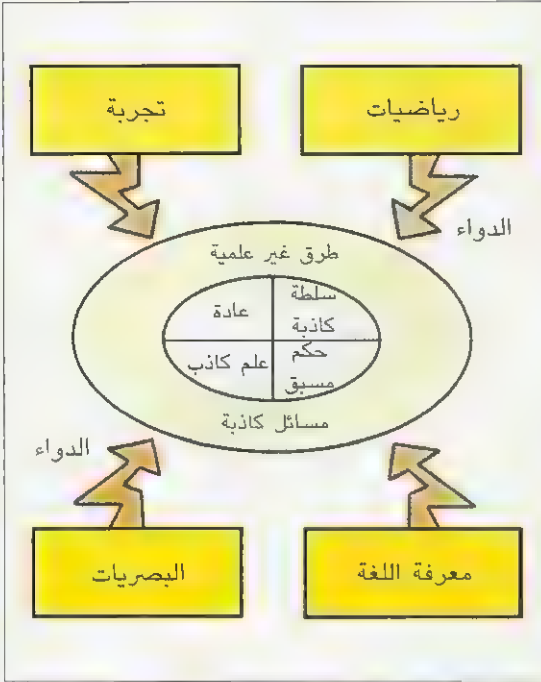 رياضيات
تجربة
الدواء
طرق غير علمية
سلطة
كاذبة
عادة
حكم
مسبق
علم كاذب
مسائل كاذبة
الدواء
معرفة اللغة
البصريات